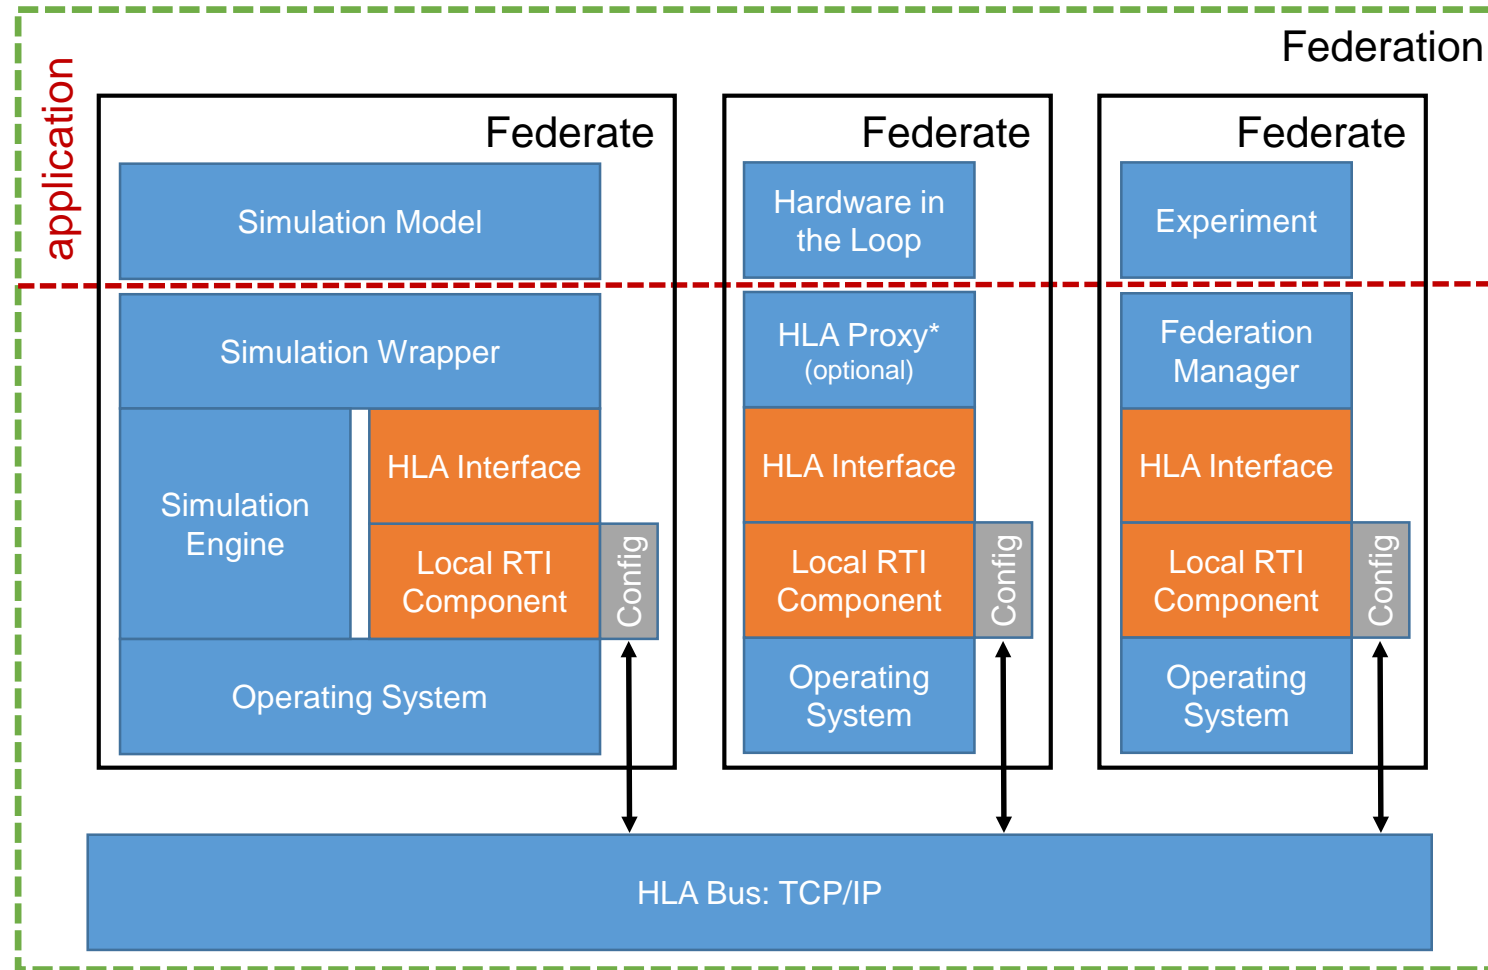 Federation
application
Federate
Simulation Model
Simulation Wrapper
Simulation
Engine
HLA Interface
Local RTI
Component
Config
Operating System
Federate
Hardware in
the Loop
HLA Proxy*
(optional)
HLA Interface
Local RTI
Component
Config
Operating
System
Federate
Experiment
Federation
Manager
HLA Interface
Local RTI
Component
Config
Operating
System
HLA Bus: TCP/IP